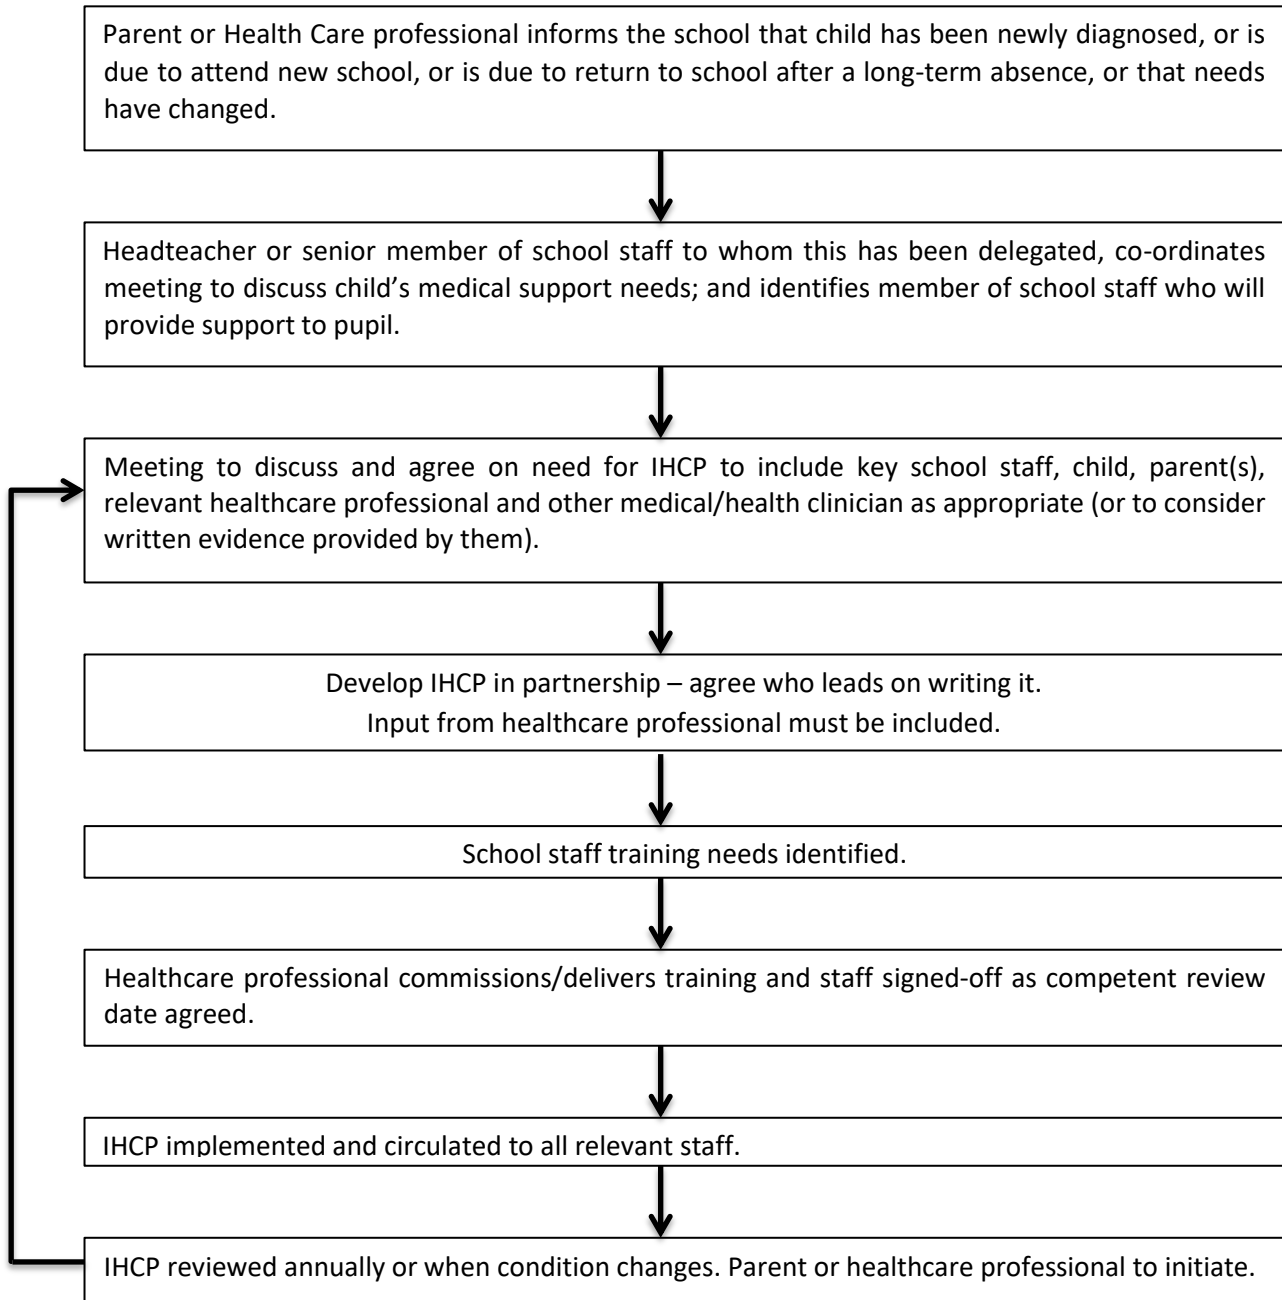 Parent or Health Care professional informs the school that child has been newly diagnosed, or is
due to attend new school, or is due to return to school after a long-term absence, or that needs
have changed.
Headteacher or senior member of school staff to whom this has been delegated, co-ordinates
meeting to discuss child’s medical support needs; and identifies member of school staff who will
provide support to pupil.
Meeting to discuss and agree on need for IHCP to include key school staff, child, parent(s),
relevant healthcare professional and other medical/health clinician as appropriate (or to consider
written evidence provided by them).
Develop IHCP in partnership – agree who leads on writing it.
Input from healthcare professional must be included.
School staff training needs identified.
Healthcare professional commissions/delivers training and staff signed-off as competent review
date agreed.
IHCP implemented and circulated to all relevant staff.
IHCP reviewed annually or when condition changes. Parent or healthcare professional to initiate.